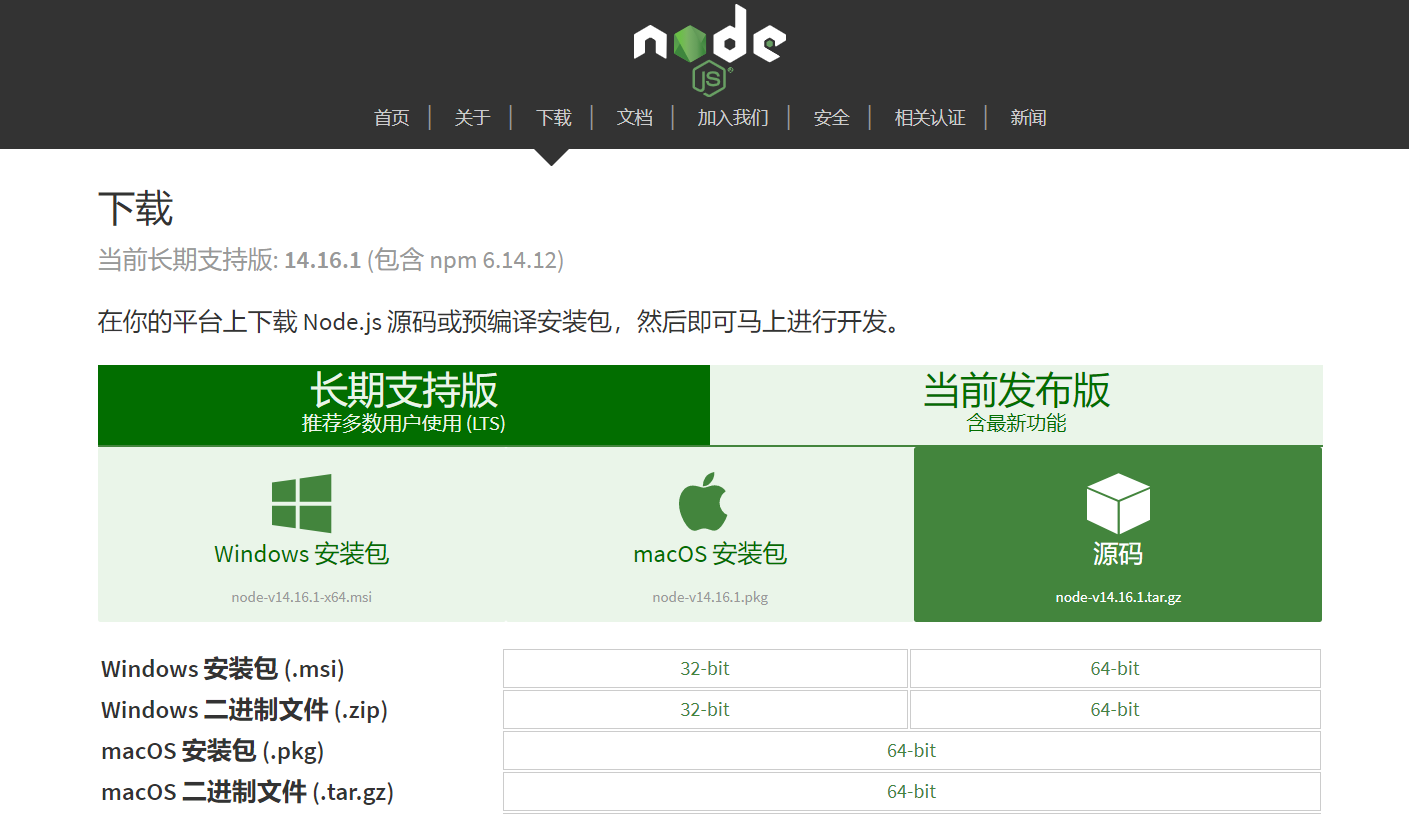 node
JS®
首页 | 关于 | 下载 | 文档 | 加入我们 | 安全 | 相关认证 | 新闻
下载
当前长期支持版: 14.16.1 (包含 npm 6.14.12)
在你的平台上下载 Node.js 源码或预编译安装包，然后即可马上进行开发。
长期支持版
推荐多数用户使用 (LTS)
当前发布版
含最新功能
Windows 安装包
node-v14.16.1-x64.msi
macOS 安装包
node-v14.16.1.pkg
源码
node-v14.16.1.tar.gz
Windows 安装包 (.msi) 32-bit 64-bit
Windows 二进制文件 (.zip) 32-bit 64-bit
macOS 安装包 (.pkg) 64-bit
macOS 二进制文件 (.tar.gz) 64-bit